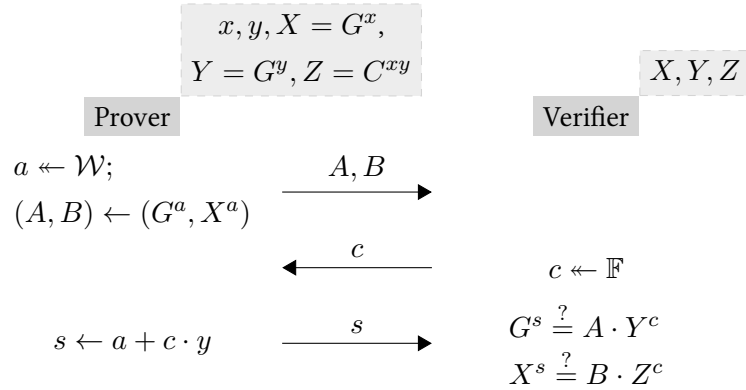 x, y, X = G^x,
Y = G^y, Z = C^{xy}
X, Y, Z
Prover
Verifier
a ↞ 𝒲;
(A, B) ← (G^a, X^a)
A, B
c
c ↞ 𝔽
s ← a + c · y
s
G^s ≟ A · Y^c
X^s ≟ B · Z^c